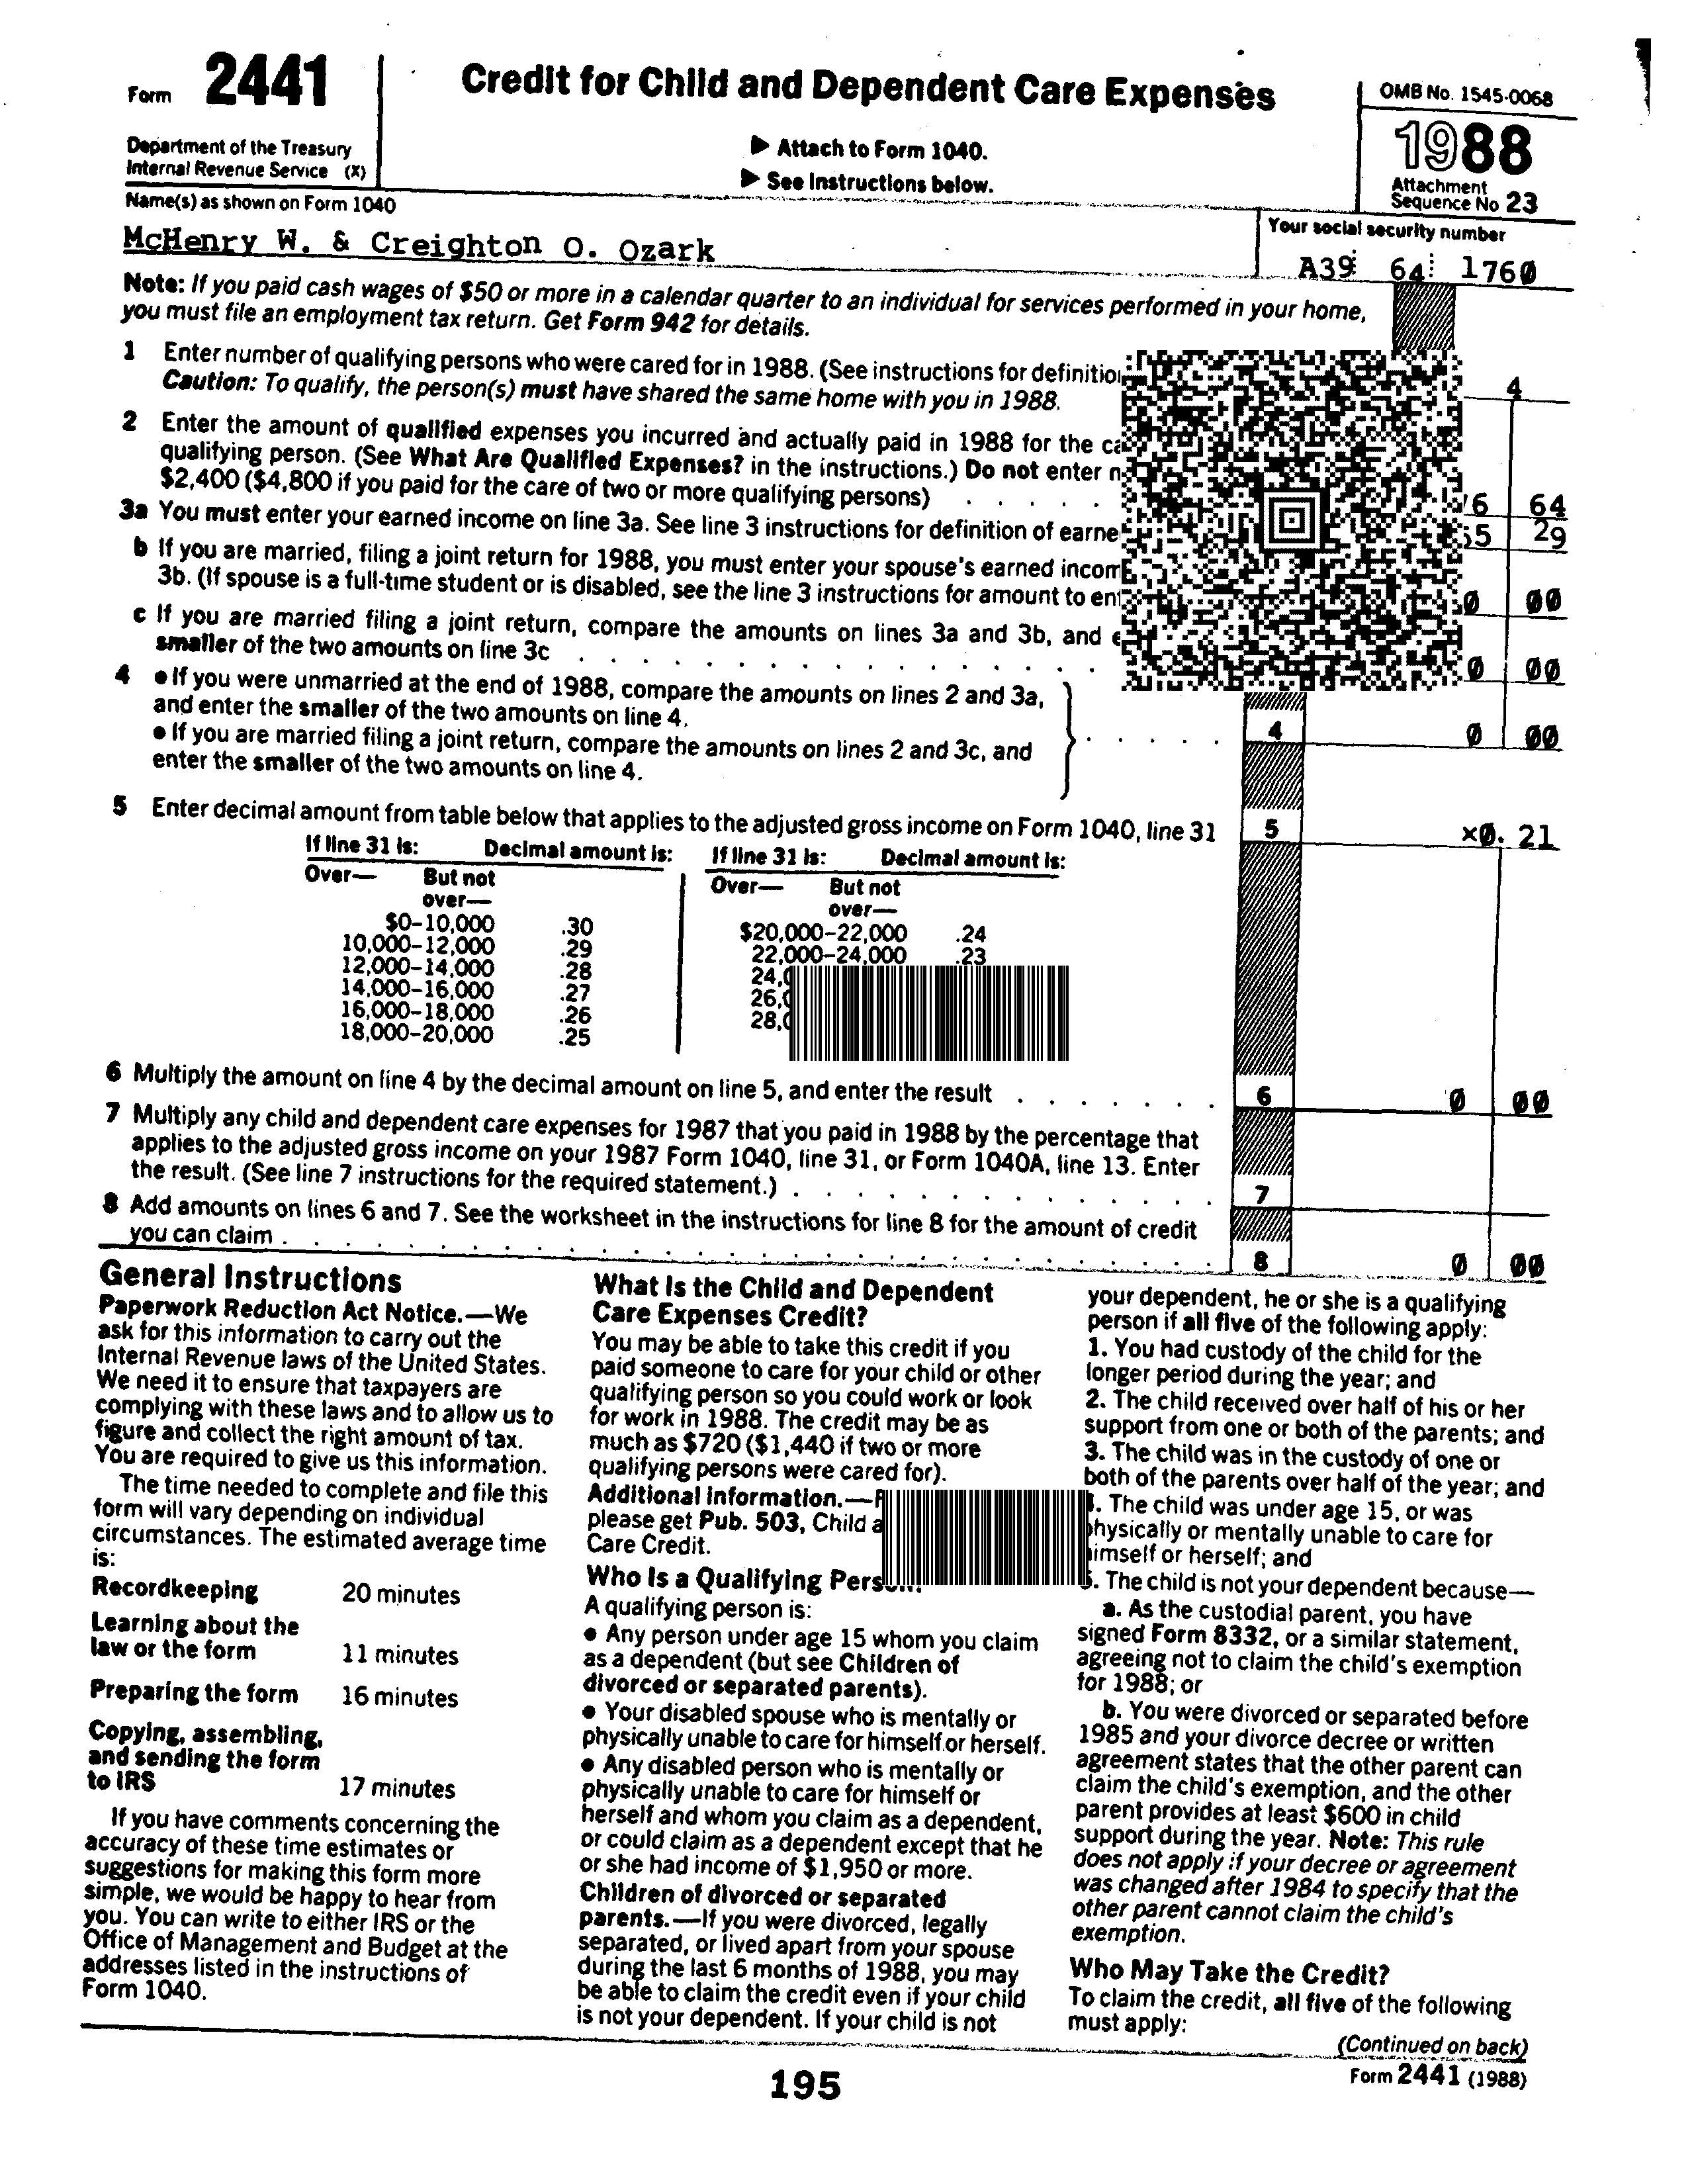 Form 2441
Credit for Child and Dependent Care Expenses
OMB No. 1545-0068
1988
Department of the Treasury
Internal Revenue Service (X)
▶ Attach to Form 1040.
▶ See Instructions below.
Attachment
Sequence No 23
Name(s) as shown on Form 1040
Your social security number
McHenry W. & Creighton O. Ozark
A39 64 1760
Note: If you paid cash wages of $50 or more in a calendar quarter to an individual for services performed in your home,
you must file an employment tax return. Get Form 942 for details.
1 Enter number of qualifying persons who were cared for in 1988. (See instructions for
4
Caution: To qualify, the person(s) must have shared the same home with you in 1988.
2 Enter the amount of qualified expenses you incurred and actually paid in 1988 for the
qualifying person. (See What Are Qualified Expenses? in the instructions.) Do not enter
$2,400 ($4,800 if you paid for the care of two or more qualifying persons) . . . . .
64
3a You must enter your earned income on line 3a. See line 3 instructions for definition of
29
b If you are married, filing a joint return for 1988, you must enter your spouse's earned
3b. (If spouse is a full-time student or is disabled, see the line 3 instructions for amount to
0 00
c If you are married filing a joint return, compare the amounts on lines 3a and 3b, and
smaller of the two amounts on line 3c . . . . . . . . . . . . . . . .
0 00
4 ● If you were unmarried at the end of 1988, compare the amounts on lines 2 and 3a,
and enter the smaller of the two amounts on line 4.
● If you are married filing a joint return, compare the amounts on lines 2 and 3c, and
enter the smaller of the two amounts on line 4.
4 0 00
5 Enter decimal amount from table below that applies to the adjusted gross income on Form 1040, line 31
5 x0. 21
If line 31 is: Decimal amount is: If line 31 is: Decimal amount is:
Over— But not over— Over— But not over—
$0–10,000 .30 $20,000–22,000 .24
10,000–12,000 .29 22,000–24,000 .23
12,000–14,000 .28
14,000–16,000 .27
16,000–18,000 .26
18,000–20,000 .25
6 Multiply the amount on line 4 by the decimal amount on line 5, and enter the result . . . . . . .
6 0 00
7 Multiply any child and dependent care expenses for 1987 that you paid in 1988 by the percentage that
applies to the adjusted gross income on your 1987 Form 1040, line 31, or Form 1040A, line 13. Enter
the result. (See line 7 instructions for the required statement.) . . . . . . . . . . . . .
7
8 Add amounts on lines 6 and 7. See the worksheet in the instructions for line 8 for the amount of credit
you can claim . . . . . . . . . . . . . . . . . . . . . . . . . . . . .
8 0 00
General Instructions
Paperwork Reduction Act Notice.—We
ask for this information to carry out the
Internal Revenue laws of the United States.
We need it to ensure that taxpayers are
complying with these laws and to allow us to
figure and collect the right amount of tax.
You are required to give us this information.
The time needed to complete and file this
form will vary depending on individual
circumstances. The estimated average time
is:
Recordkeeping 20 minutes
Learning about the
law or the form 11 minutes
Preparing the form 16 minutes
Copying, assembling,
and sending the form
to IRS 17 minutes
If you have comments concerning the
accuracy of these time estimates or
suggestions for making this form more
simple, we would be happy to hear from
you. You can write to either IRS or the
Office of Management and Budget at the
addresses listed in the instructions of
Form 1040.
What Is the Child and Dependent
Care Expenses Credit?
You may be able to take this credit if you
paid someone to care for your child or other
qualifying person so you could work or look
for work in 1988. The credit may be as
much as $720 ($1,440 if two or more
qualifying persons were cared for).
Additional information.—
please get Pub. 503, Child
Care Credit.
Who Is a Qualifying
A qualifying person is:
● Any person under age 15 whom you claim
as a dependent (but see Children of
divorced or separated parents).
● Your disabled spouse who is mentally or
physically unable to care for himself or herself.
● Any disabled person who is mentally or
physically unable to care for himself or
herself and whom you claim as a dependent,
or could claim as a dependent except that he
or she had income of $1,950 or more.
Children of divorced or separated
parents.—If you were divorced, legally
separated, or lived apart from your spouse
during the last 6 months of 1988, you may
be able to claim the credit even if your child
is not your dependent. If your child is not
your dependent, he or she is a qualifying
person if all five of the following apply:
1. You had custody of the child for the
longer period during the year; and
2. The child received over half of his or her
support from one or both of the parents; and
3. The child was in the custody of one or
both of the parents over half of the year; and
The child was under age 15, or was
or mentally unable to care for
or herself; and
The child is not your dependent because—
a. As the custodial parent, you have
signed Form 8332, or a similar statement,
agreeing not to claim the child's exemption
for 1988; or
b. You were divorced or separated before
1985 and your divorce decree or written
agreement states that the other parent can
claim the child's exemption, and the other
parent provides at least $600 in child
support during the year. Note: This rule
does not apply if your decree or agreement
was changed after 1984 to specify that the
other parent cannot claim the child's
exemption.
Who May Take the Credit?
To claim the credit, all five of the following
must apply:
(Continued on back)
195
Form 2441 (1988)